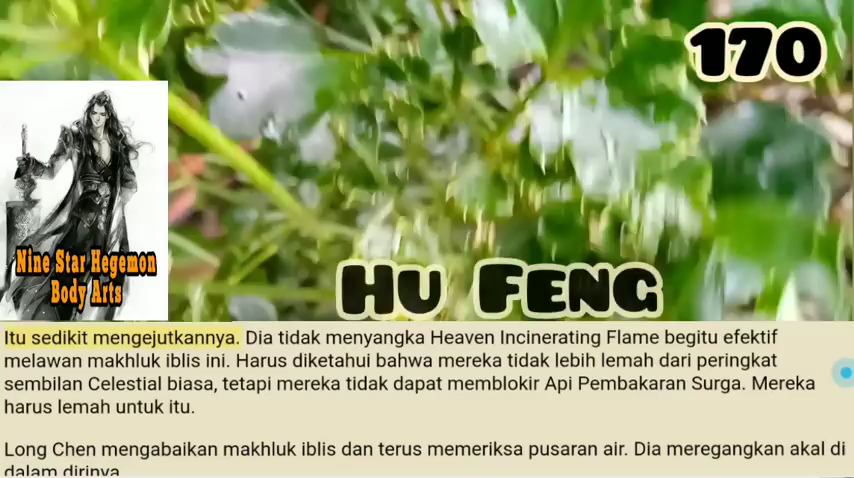 170
Nine Star Hegemon
Body Arts
Hu Feng
Itu sedikit mengejutkannya. Dia tidak menyangka Heaven Incinerating Flame begitu efektif
melawan makhluk iblis ini. Harus diketahui bahwa mereka tidak lebih lemah dari peringkat
sembilan Celestial biasa, tetapi mereka tidak dapat memblokir Api Pembakaran Surga. Mereka
harus lemah untuk itu.
Long Chen mengabaikan makhluk iblis dan terus memeriksa pusaran air. Dia meregangkan akal di
dalam dirinya